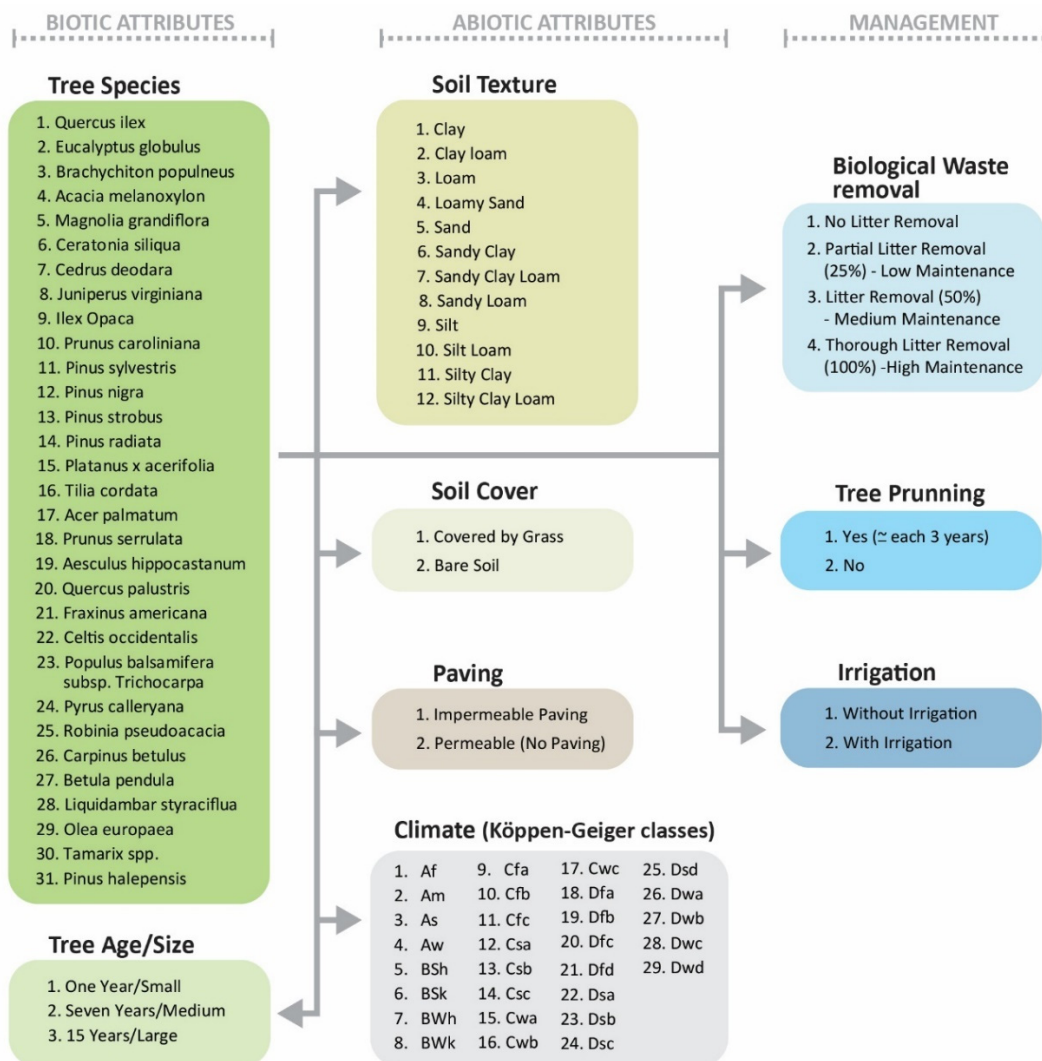 BIOTIC ATTRIBUTES
ABIOTIC ATTRIBUTES
MANAGEMENT
Tree Species
1. Quercus ilex
2. Eucalyptus globulus
3. Brachychiton populneus
4. Acacia melanoxylon
5. Magnolia grandiflora
6. Ceratonia siliqua
7. Cedrus deodara
8. Juniperus virginiana
9. Ilex Opaca
10. Prunus caroliniana
11. Pinus sylvestris
12. Pinus nigra
13. Pinus strobus
14. Pinus radiata
15. Platanus x acerifolia
16. Tilia cordata
17. Acer palmatum
18. Prunus serrulata
19. Aesculus hippocastanum
20. Quercus palustris
21. Fraxinus americana
22. Celtis occidentalis
23. Populus balsamifera
subsp. Trichocarpa
24. Pyrus calleryana
25. Robinia pseudoacacia
26. Carpinus betulus
27. Betula pendula
28. Liquidambar styraciflua
29. Olea europaea
30. Tamarix spp.
31. Pinus halepensis
Tree Age/Size
1. One Year/Small
2. Seven Years/Medium
3. 15 Years/Large
Soil Texture
1. Clay
2. Clay loam
3. Loam
4. Loamy Sand
5. Sand
6. Sandy Clay
7. Sandy Clay Loam
8. Sandy Loam
9. Silt
10. Silt Loam
11. Silty Clay
12. Silty Clay Loam
Soil Cover
1. Covered by Grass
2. Bare Soil
Paving
1. Impermeable Paving
2. Permeable (No Paving)
Climate (Köppen-Geiger classes)
1. Af
2. Am
3. As
4. Aw
5. BSh
6. BSk
7. BWh
8. BWk
9. Cfa
10. Cfb
11. Cfc
12. Csa
13. Csb
14. Csc
15. Cwa
16. Cwb
17. Cwc
18. Dfa
19. Dfb
20. Dfc
21. Dfd
22. Dsa
23. Dsb
24. Dsc
25. Dsd
26. Dwa
27. Dwb
28. Dwc
29. Dwd
Biological Waste
removal
1. No Litter Removal
2. Partial Litter Removal
(25%) - Low Maintenance
3. Litter Removal (50%)
- Medium Maintenance
4. Thorough Litter Removal
(100%) -High Maintenance
Tree Prunning
1. Yes (≃ each 3 years)
2. No
Irrigation
1. Without Irrigation
2. With Irrigation